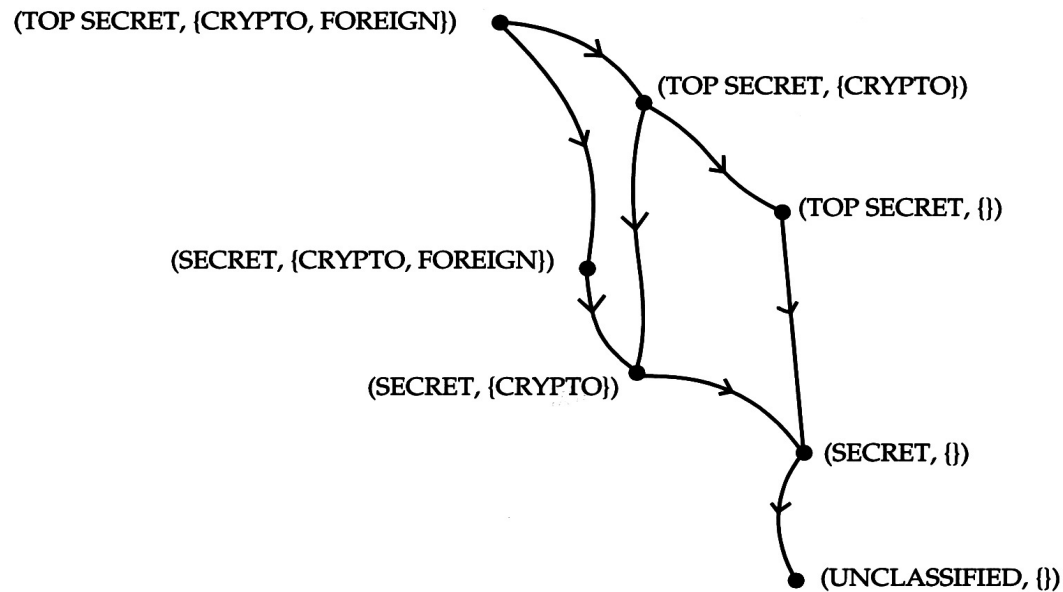 (TOP SECRET, {CRYPTO, FOREIGN})
(TOP SECRET, {CRYPTO})
(TOP SECRET, {})
(SECRET, {CRYPTO, FOREIGN})
(SECRET, {CRYPTO})
(SECRET, {})
(UNCLASSIFIED, {})